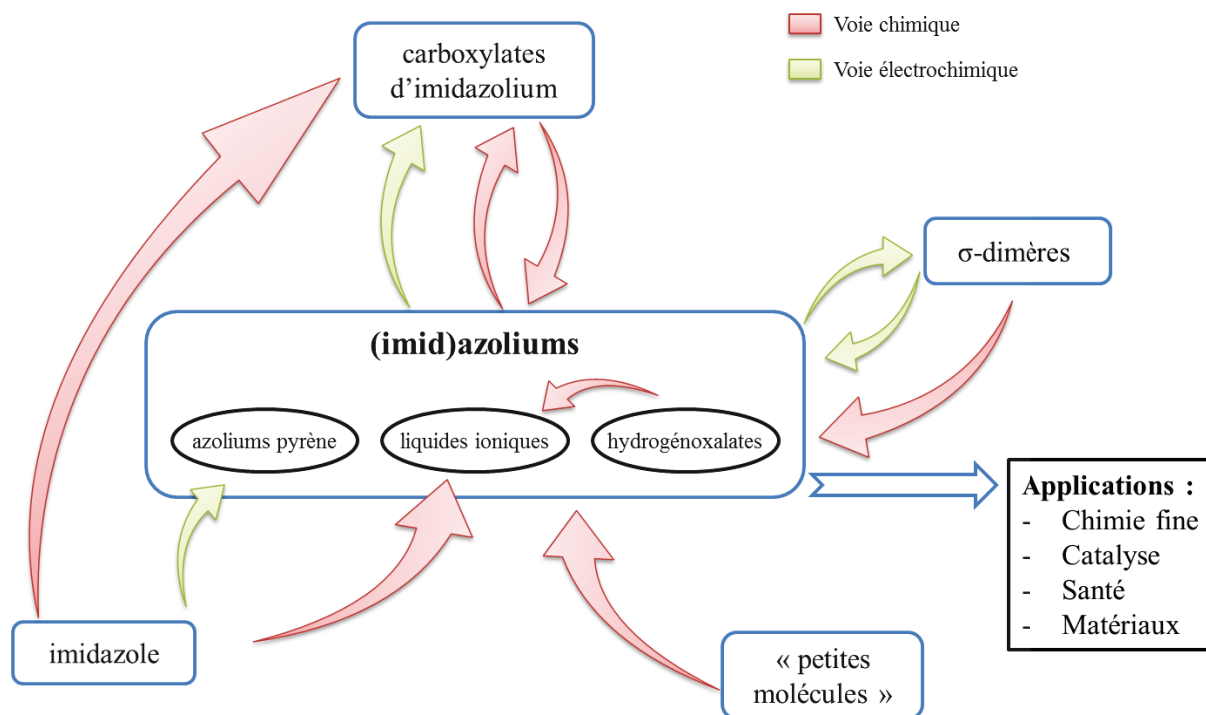 Voie chimique
Voie électrochimique
carboxylates
d’imidazolium
σ-dimères
(imid)azoliums
azoliums pyrène
liquides ioniques
hydrogénoxalates
Applications :
- Chimie fine
- Catalyse
- Santé
- Matériaux
imidazole
« petites
molécules »